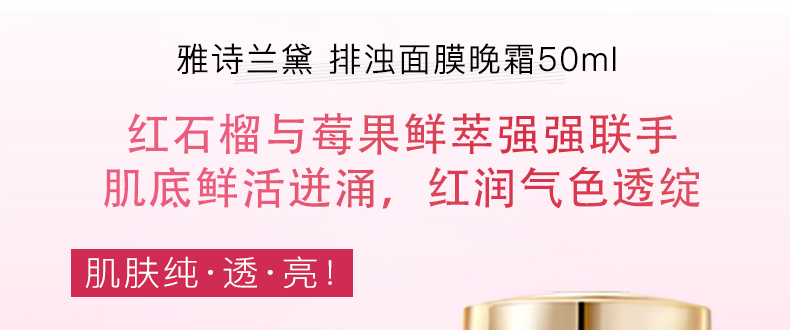 雅诗兰黛 排浊面膜晚霜50ml
红石榴与莓果鲜萃强强联手
肌底鲜活迸涌，红润气色透绽
肌肤纯·透·亮！